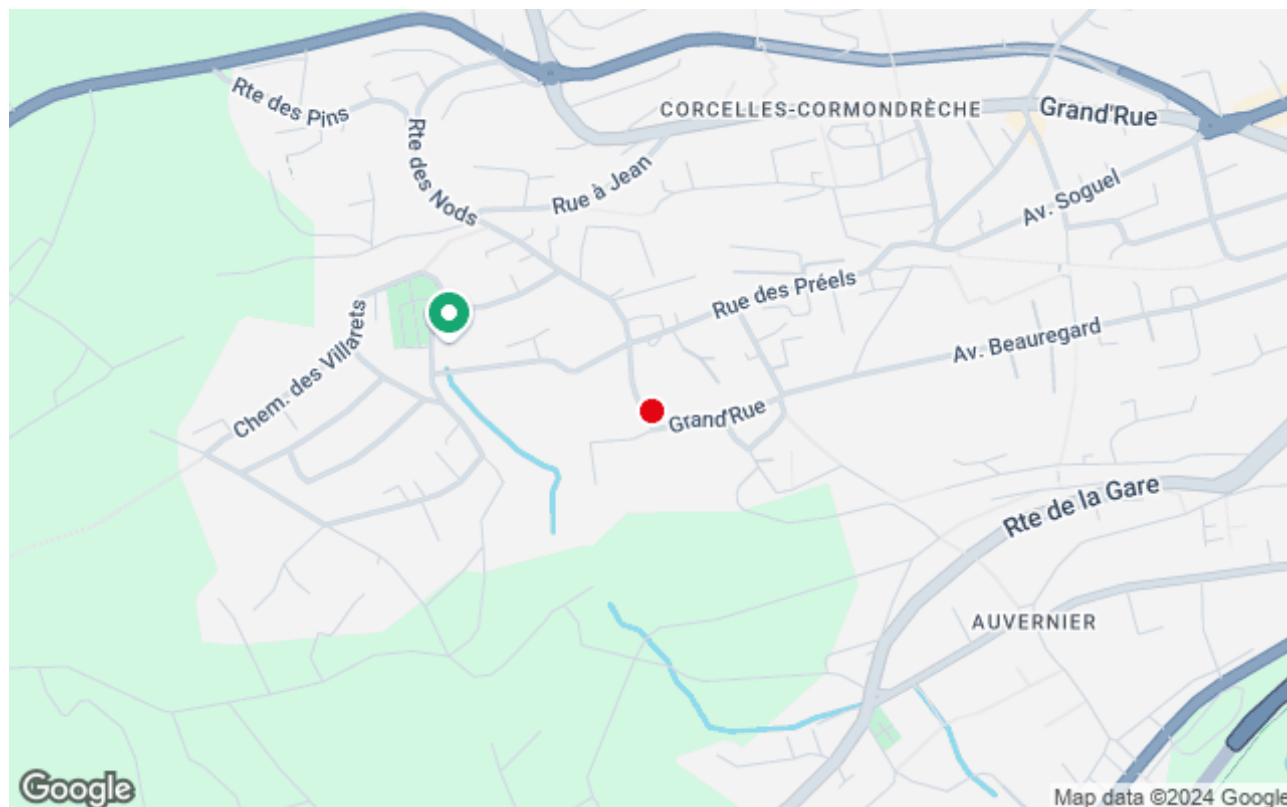 Rte des Pins
CORCELLES-CORMONDRÈCHE
Grand'Rue
Rte des Nods
Rue à Jean
Av. Soguel
Rue des Préels
Chem. des Villarets
Av. Beauregard
Grand'Rue
Rte de la Gare
AUVERNIER
Google
Map data ©2024 Google